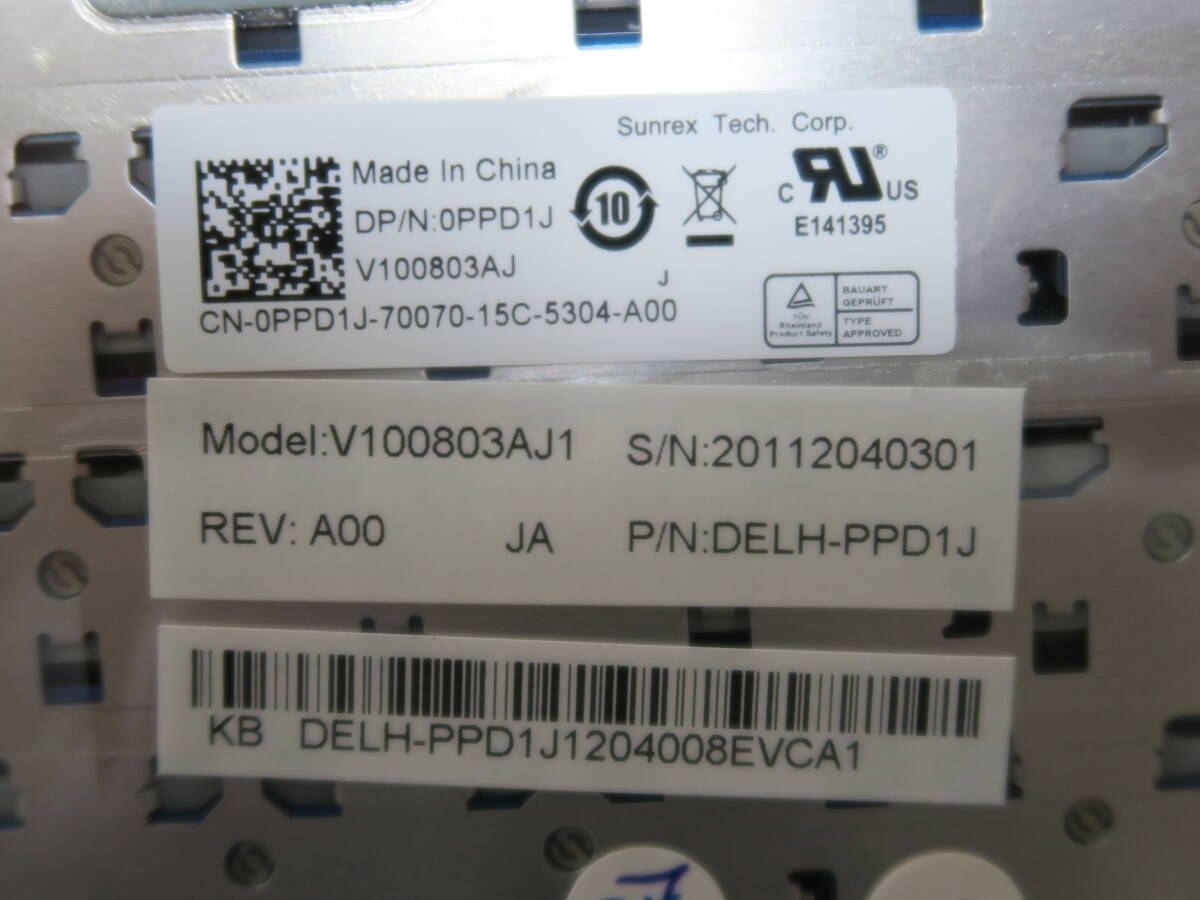 Sunrex Tech. Corp.
Made In China
DP/N:0PPD1J
V100803AJ
J
CN-0PPD1J-70070-15C-5304-A00
10
C RU® US
E141395
TÜV
Rheinland
Product Safety
BAUART
GEPRÜFT
TYPE
APPROVED
Model:V100803AJ1 S/N:20112040301
REV: A00 JA P/N:DELH-PPD1J
KB DELH-PPD1J1204008EVCA1